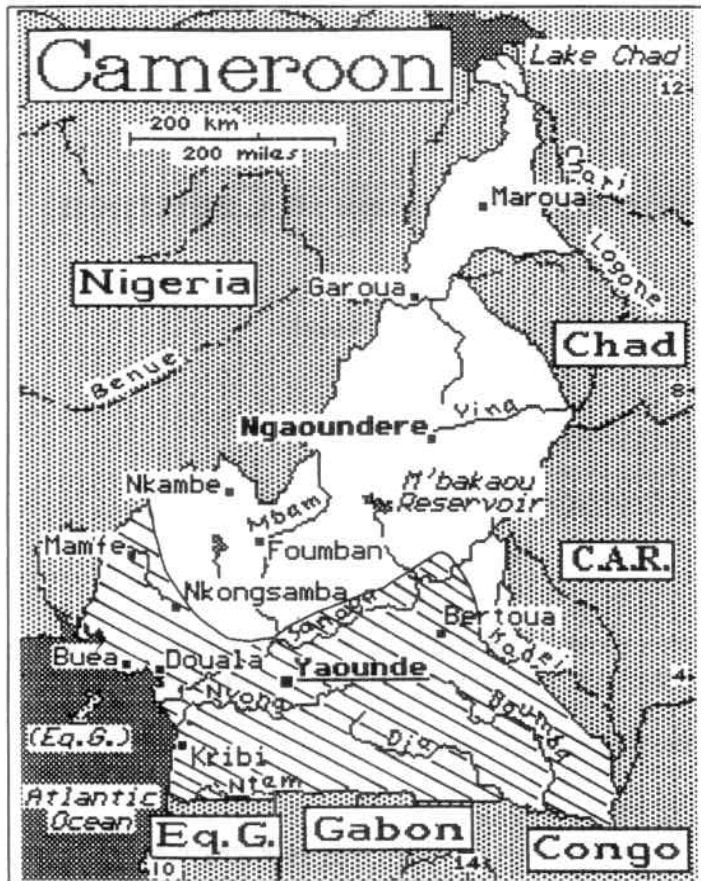 Cameroon
Lake Chad
12
200 km
200 miles
Chari
Maroua
Logone
Nigeria
Garoua
Chad
Benue
8
Vina
Ngaoundere
M'bakaou
Reservoir
Nkambe
Mbam
Mamfe
Foumban
C.A.R.
Nkongsamba
Sanaga
Bertoua
Kadei
Buea
Douala
Yaounde
4
Nyong
Boumba
(Eq.G.)
Dja
Kribi
Ntem
Atlantic
Ocean
Eq.G.
Gabon
Congo
10
14